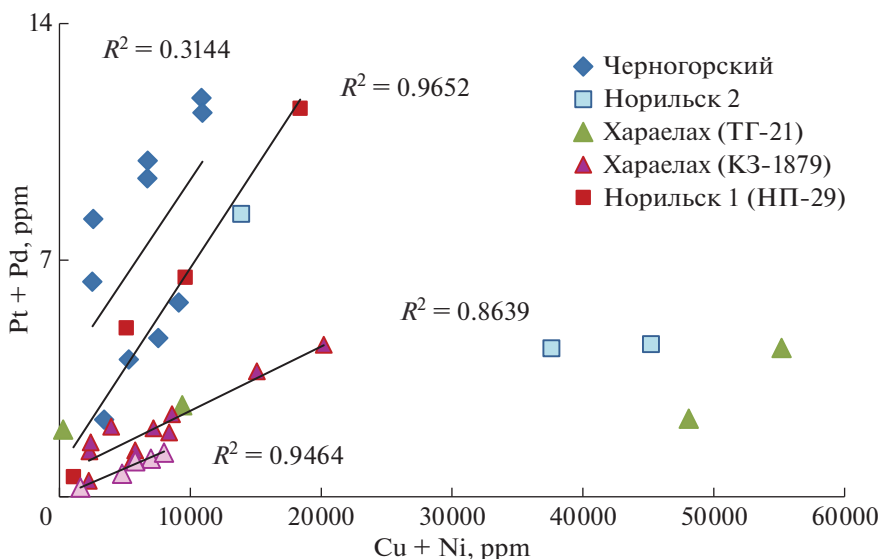 14
R² = 0.3144
R² = 0.9652
Черногорский
Норильск 2
Хараелах (ТГ-21)
Хараелах (КЗ-1879)
Норильск 1 (НП-29)
Pt + Pd, ppm
7
R² = 0.8639
R² = 0.9464
0 10000 20000 30000 40000 50000 60000
Cu + Ni, ppm